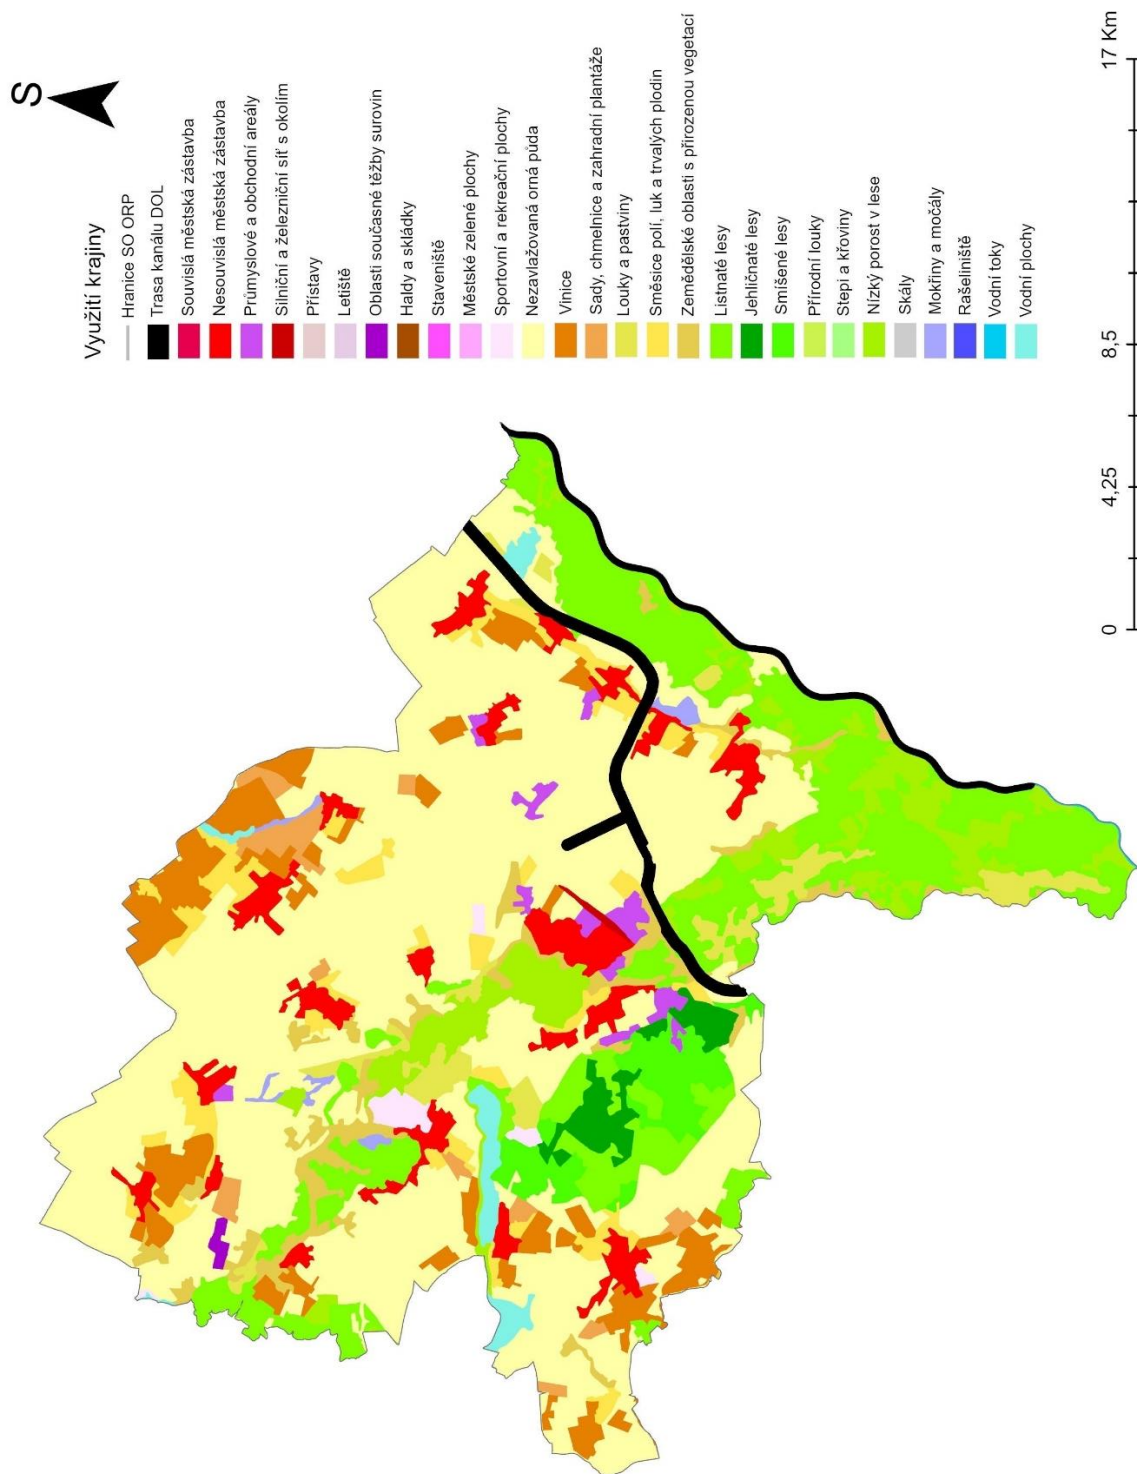 S
Využití krajiny
Hranice SO ORP
Trasa kanálu DOL
Souvislá městská zástavba
Nesouvislá městská zástavba
Průmyslové a obchodní areály
Silniční a železniční síť s okolím
Přístavy
Letiště
Oblasti současné těžby surovin
Haldy a skládky
Staveniště
Městské zelené plochy
Sportovní a rekreační plochy
Nezavlažovaná orná půda
Vinice
Sady, chmelnice a zahradní plantáže
Louky a pastviny
Směsice polí, luk a trvalých plodin
Zemědělské oblasti s přirozenou vegetací
Listnaté lesy
Jehličnaté lesy
Smíšené lesy
Přírodní louky
Stepi a křoviny
Nízký porost v lese
Skály
Mokřiny a močály
Rašeliniště
Vodní toky
Vodní plochy
0 4,25 8,5 17 Km